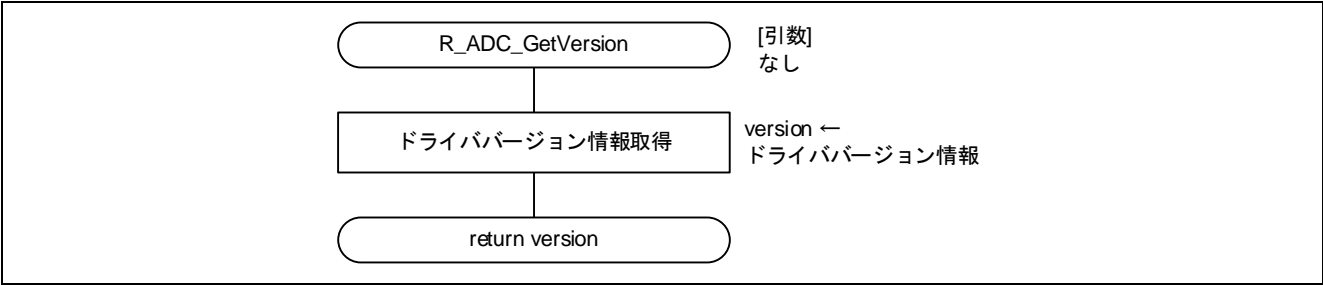 R_ADC_GetVersion
[引数]
なし
ドライババージョン情報取得
version ←
ドライババージョン情報
return version